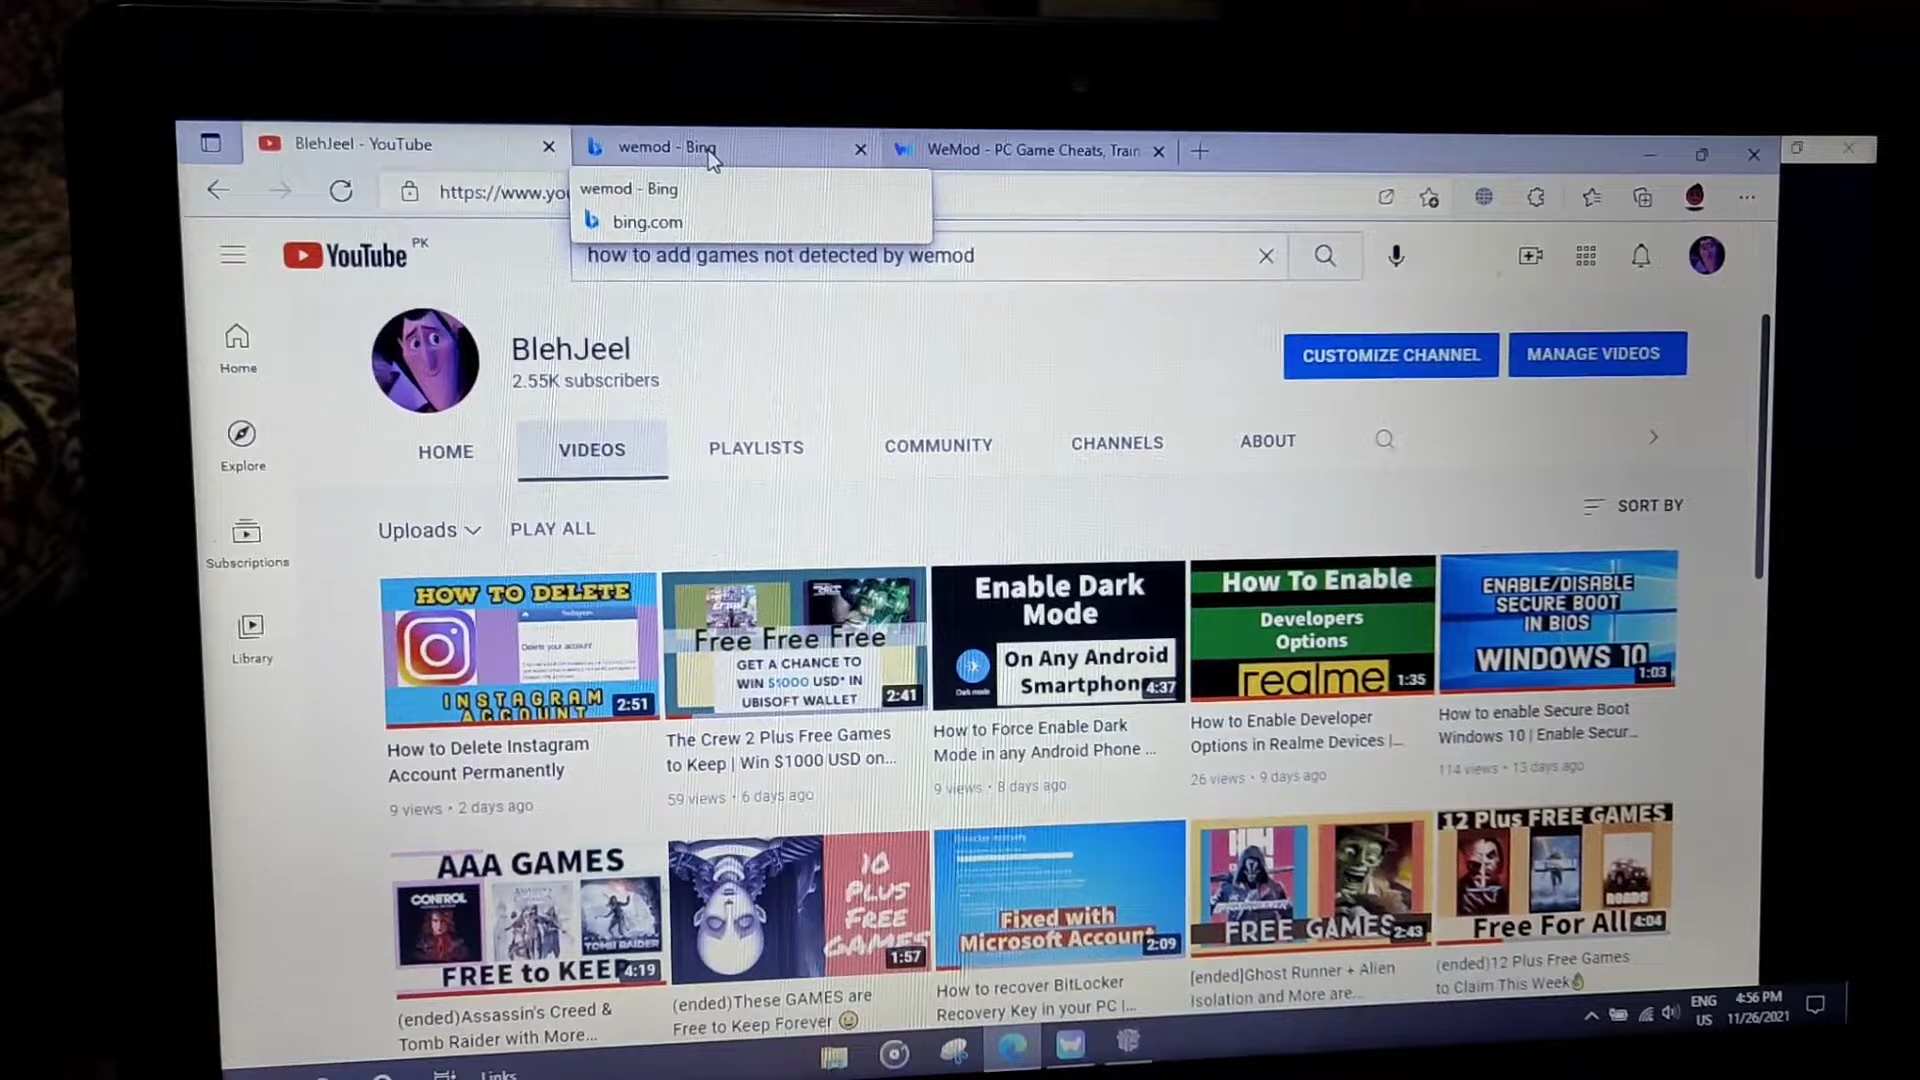 BlehJeel - YouTube
wemod - Bing
WeMod - PC Game Cheats, Train
https://www.yo
wemod - Bing
bing.com
YouTube PK
how to add games not detected by wemod
BlehJeel
2.55K subscribers
CUSTOMIZE CHANNEL
MANAGE VIDEOS
Home
Explore
Subscriptions
Library
HOME
VIDEOS
PLAYLISTS
COMMUNITY
CHANNELS
ABOUT
Uploads
PLAY ALL
SORT BY
HOW TO DELETE
Delete your account
INSTAGRAM
ACCOUNT
2:51
How to Delete Instagram
Account Permanently
9 views • 2 days ago
Free Free Free
GET A CHANCE TO
WIN $1000 USD* IN
UBISOFT WALLET
2:41
The Crew 2 Plus Free Games
to Keep | Win $1000 USD on...
59 views • 6 days ago
Enable Dark
Mode
Dark mode
On Any Android
Smartphon
4:37
How to Force Enable Dark
Mode in any Android Phone ...
9 views • 8 days ago
How To Enable
Developers
Options
realme
1:35
How to Enable Developer
Options in Realme Devices |...
26 views • 9 days ago
ENABLE/DISABLE
SECURE BOOT
IN BIOS
WINDOWS 10
1:03
How to enable Secure Boot
Windows 10 | Enable Secur...
114 views • 13 days ago
AAA GAMES
CONTROL
TOMB RAIDER
FREE to KEEP
4:19
(ended)Assassin's Creed &
Tomb Raider with More...
10
PLUS
FREE
GAMES
1:57
(ended)These GAMES are
Free to Keep Forever
Fixed with
Microsoft Account
2:09
How to recover BitLocker
Recovery Key in your PC |...
FREE GAMES
2:43
[ended]Ghost Runner + Alien
Isolation and More are...
12 Plus FREE GAMES
ROADS
Free For All
4:04
(ended)12 Plus Free Games
to Claim This Week
Links
ENG
US
4:56 PM
11/26/2021